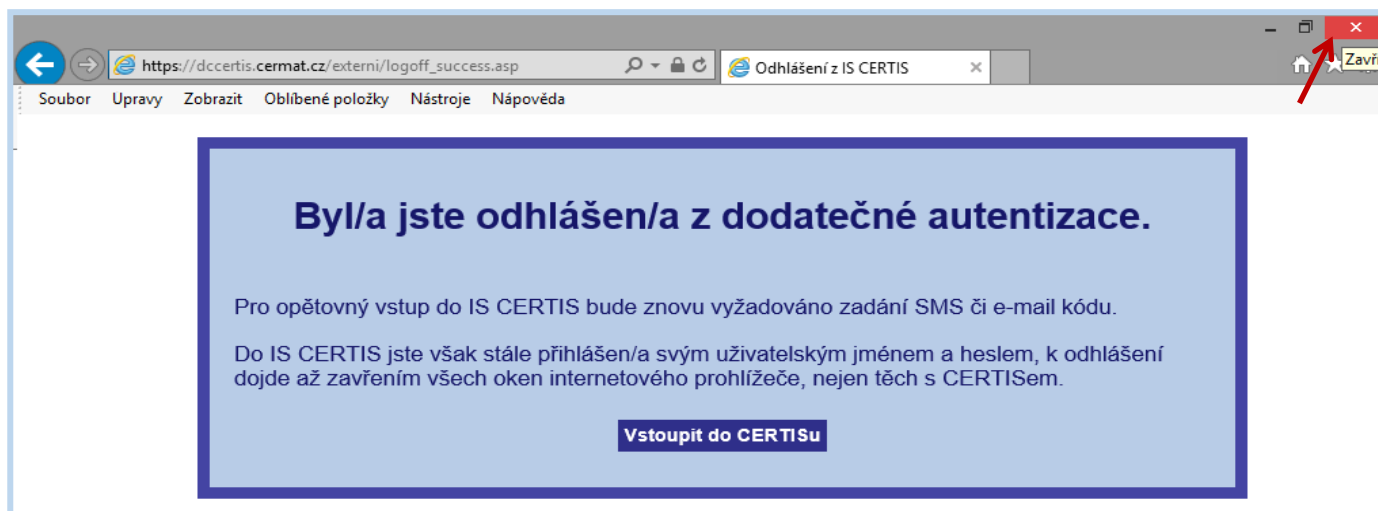 https://dccertis.cermat.cz/externi/logoff_success.asp
Odhlášení z IS CERTIS
Soubor Upravy Zobrazit Oblíbené položky Nástroje Nápověda
Byl/a jste odhlášen/a z dodatečné autentizace.
Pro opětovný vstup do IS CERTIS bude znovu vyžadováno zadání SMS či e-mail kódu.
Do IS CERTIS jste však stále přihlášen/a svým uživatelským jménem a heslem, k odhlášení
dojde až zavřením všech oken internetového prohlížeče, nejen těch s CERTISem.
Vstoupit do CERTISu